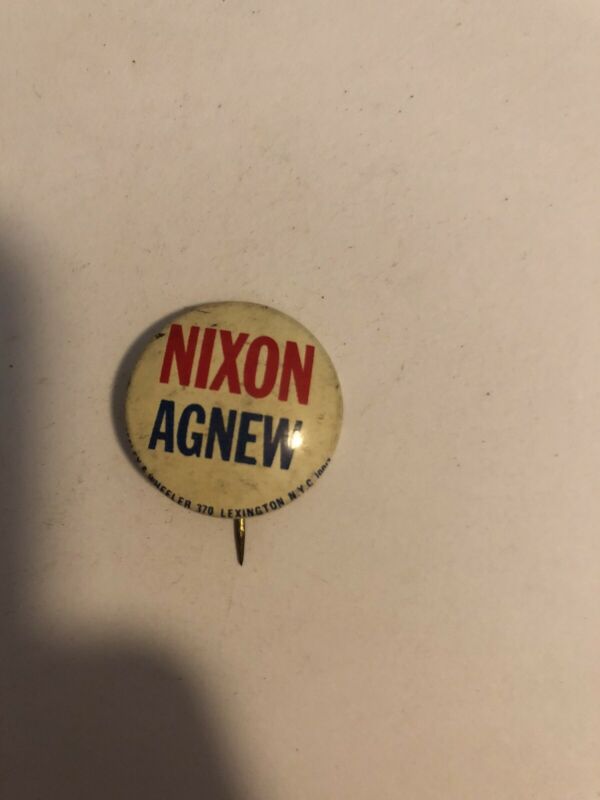 NIXON
AGNEW
& WHEELER 370 LEXINGTON N.Y.C.